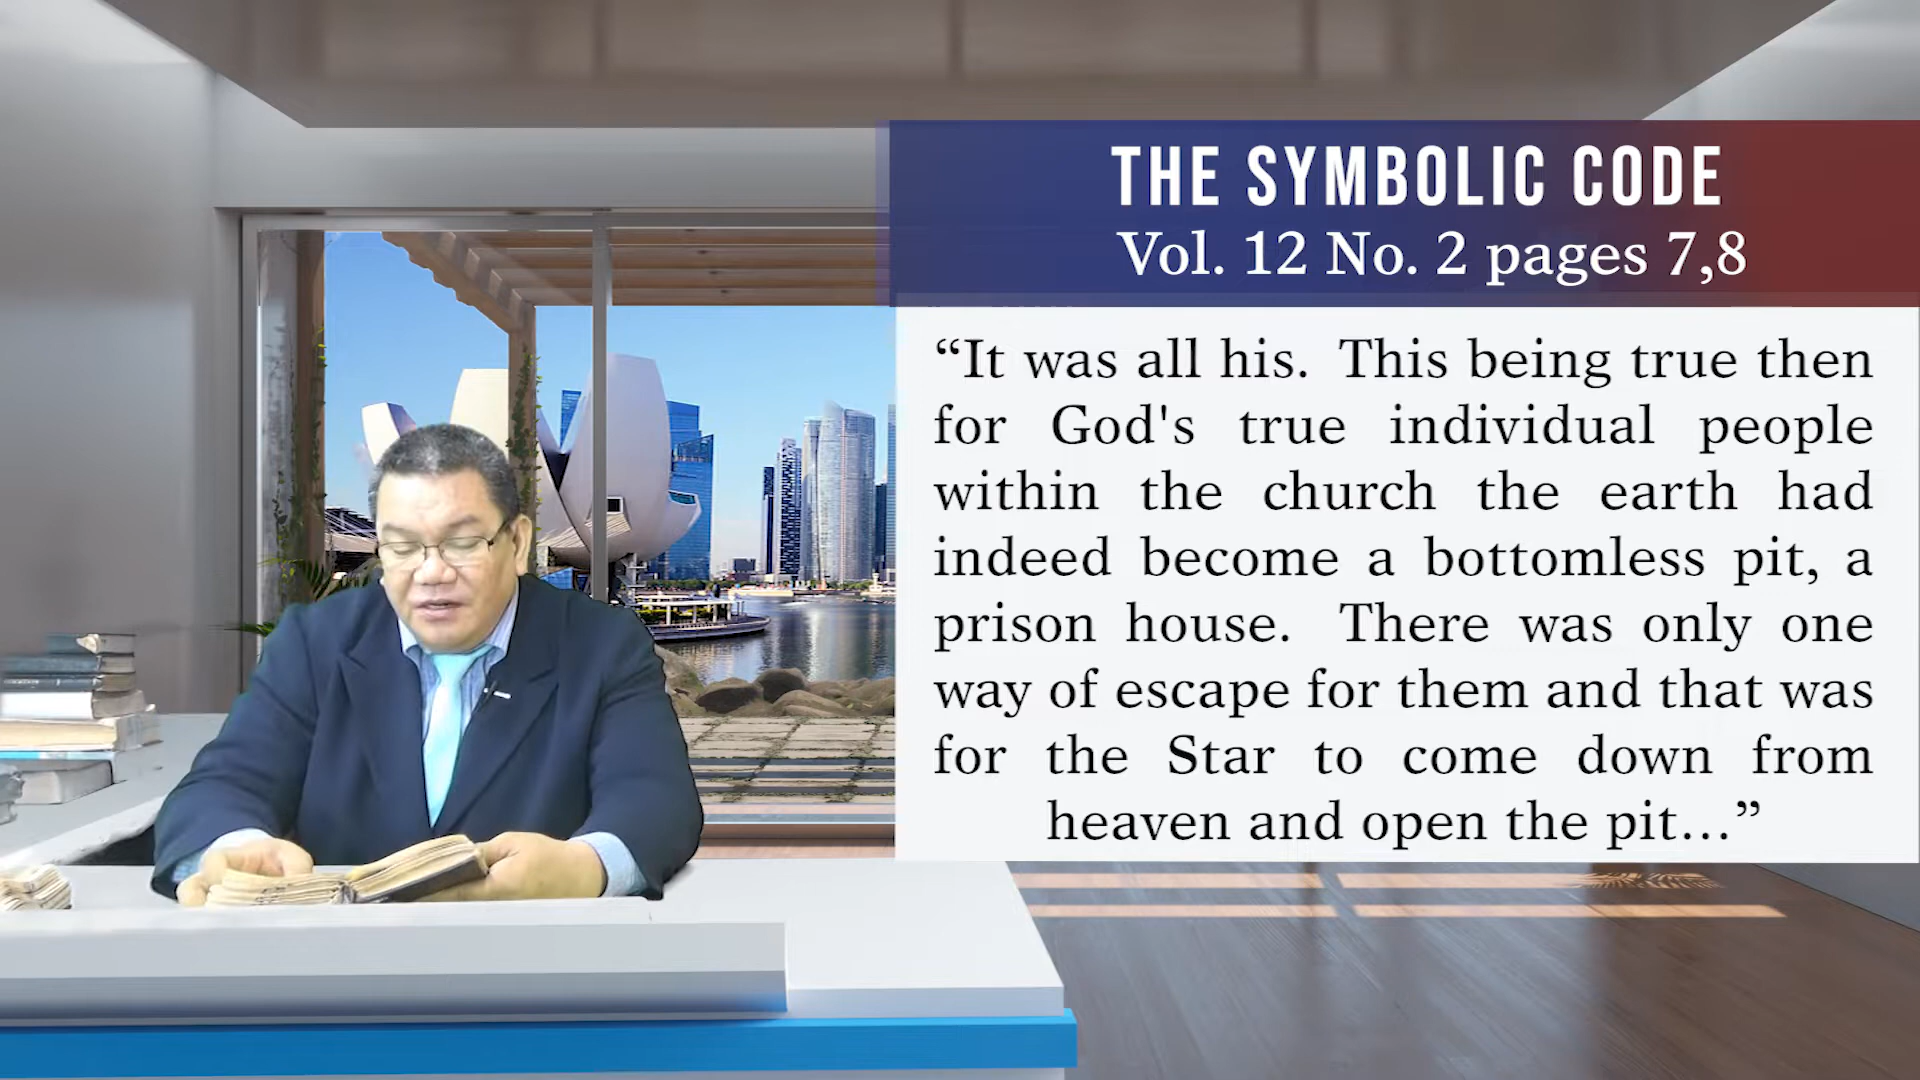 THE SYMBOLIC CODE
Vol. 12 No. 2 pages 7,8
“It was all his. This being true then
for God's true individual people
within the church the earth had
indeed become a bottomless pit, a
prison house. There was only one
way of escape for them and that was
for the Star to come down from
heaven and open the pit...”